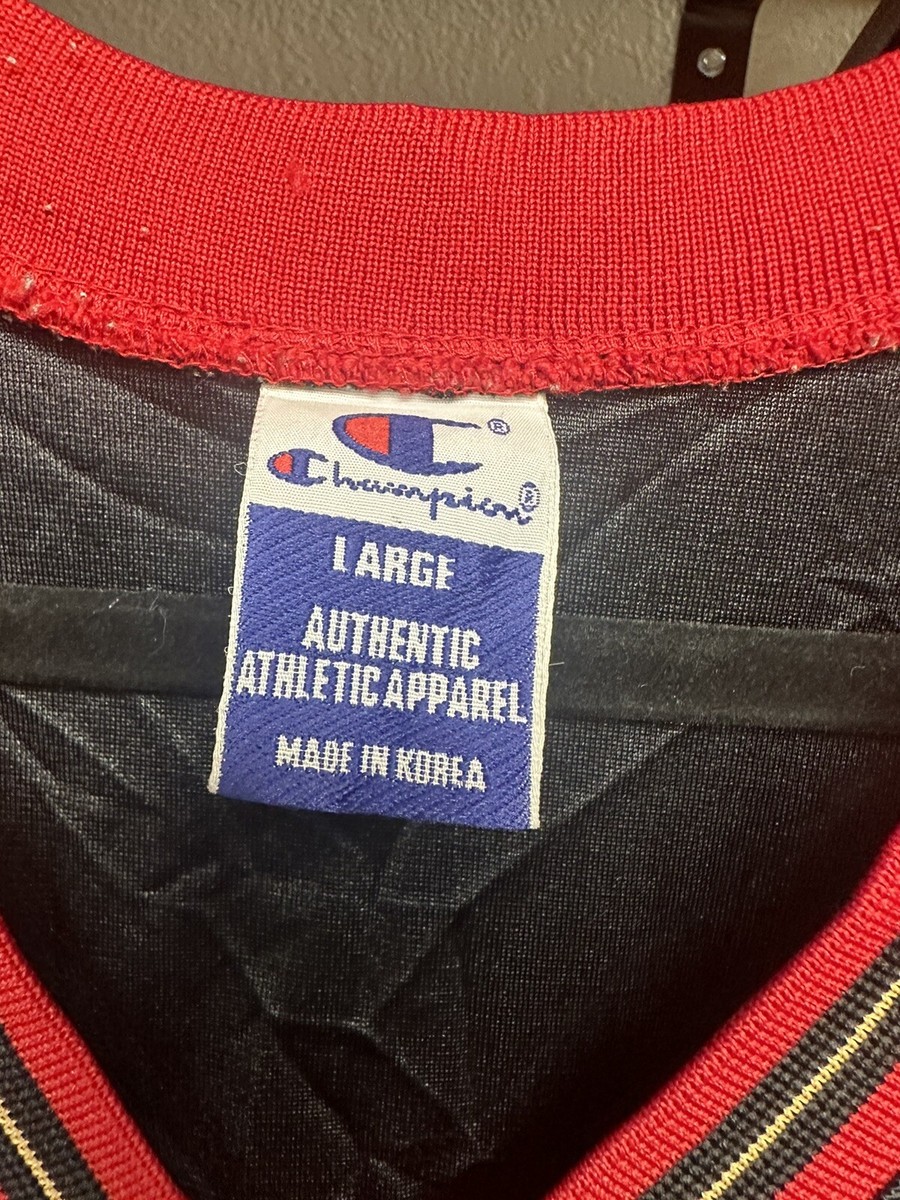 ®
Champion®
LARGE
AUTHENTIC
ATHLETIC APPAREL
MADE IN KOREA